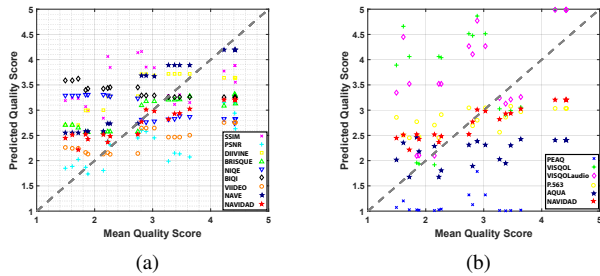 5
4.5
4
3.5
3
2.5
2
1.5
1
Predicted Quality Score
1 2 3 4 5
Mean Quality Score
SSIM
PSNR
DIIVINE
BRISQUE
NIQE
BIQI
VIIDEO
NAVE
NAVIDAD
(a)
5
4.5
4
3.5
3
2.5
2
1.5
1
Predicted Quality Score
1 2 3 4 5
Mean Quality Score
PEAQ
VISQOL
VISQOLaudio
P.563
AQUA
NAVIDAD
(b)